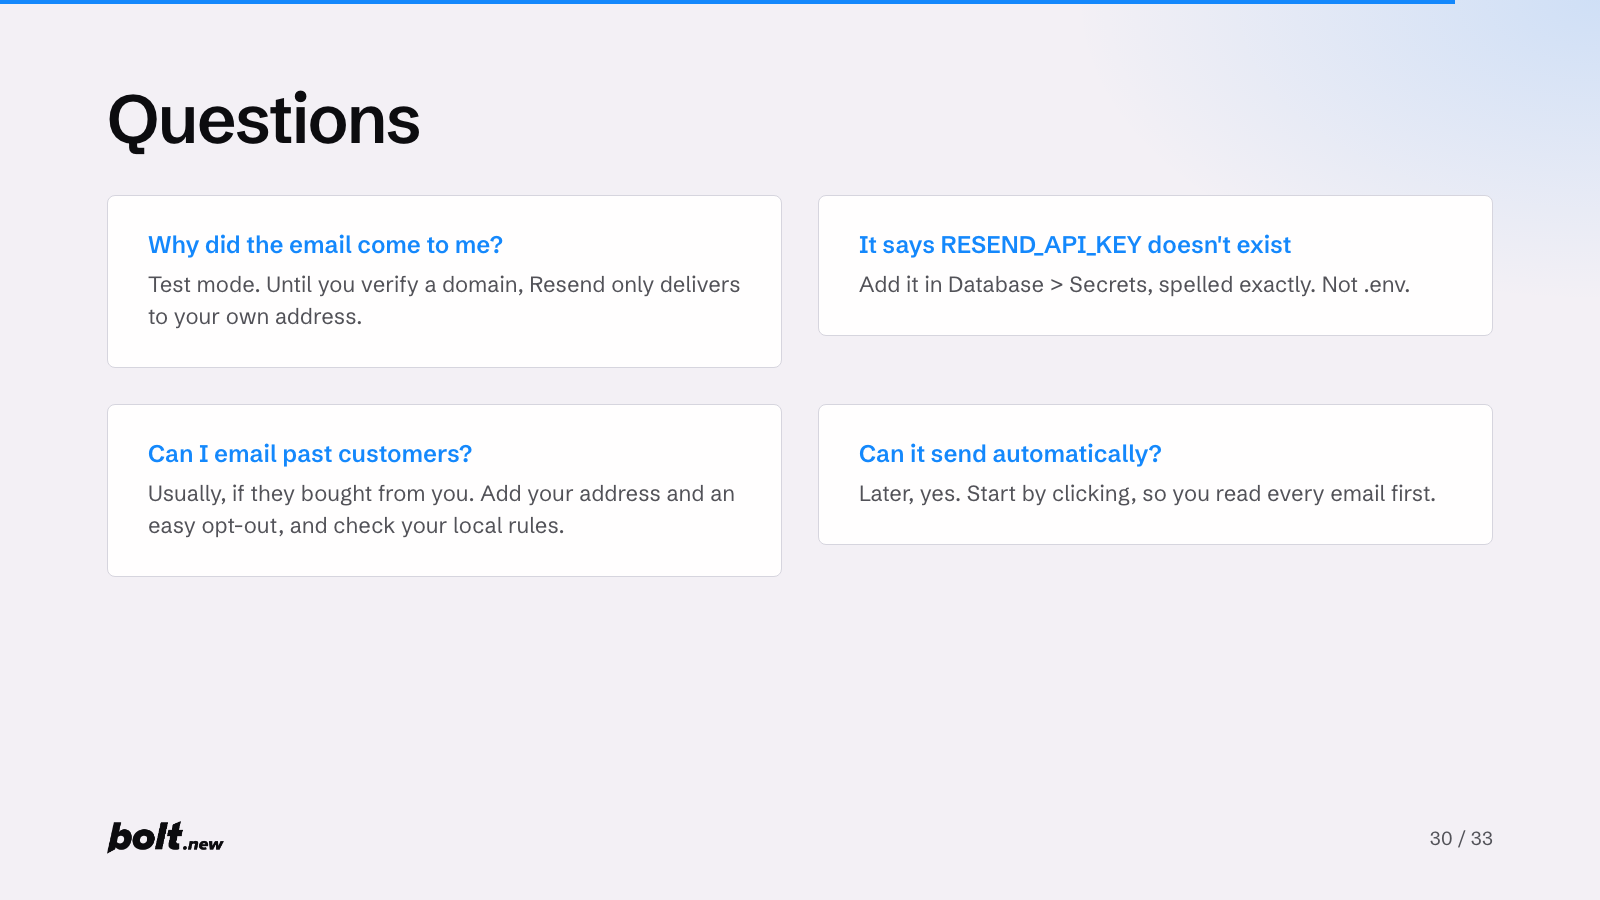 Questions
Why did the email come to me?
Test mode. Until you verify a domain, Resend only delivers
to your own address.
It says RESEND_API_KEY doesn't exist
Add it in Database > Secrets, spelled exactly. Not .env.
Can I email past customers?
Usually, if they bought from you. Add your address and an
easy opt-out, and check your local rules.
Can it send automatically?
Later, yes. Start by clicking, so you read every email first.
bolt.new
30 / 33